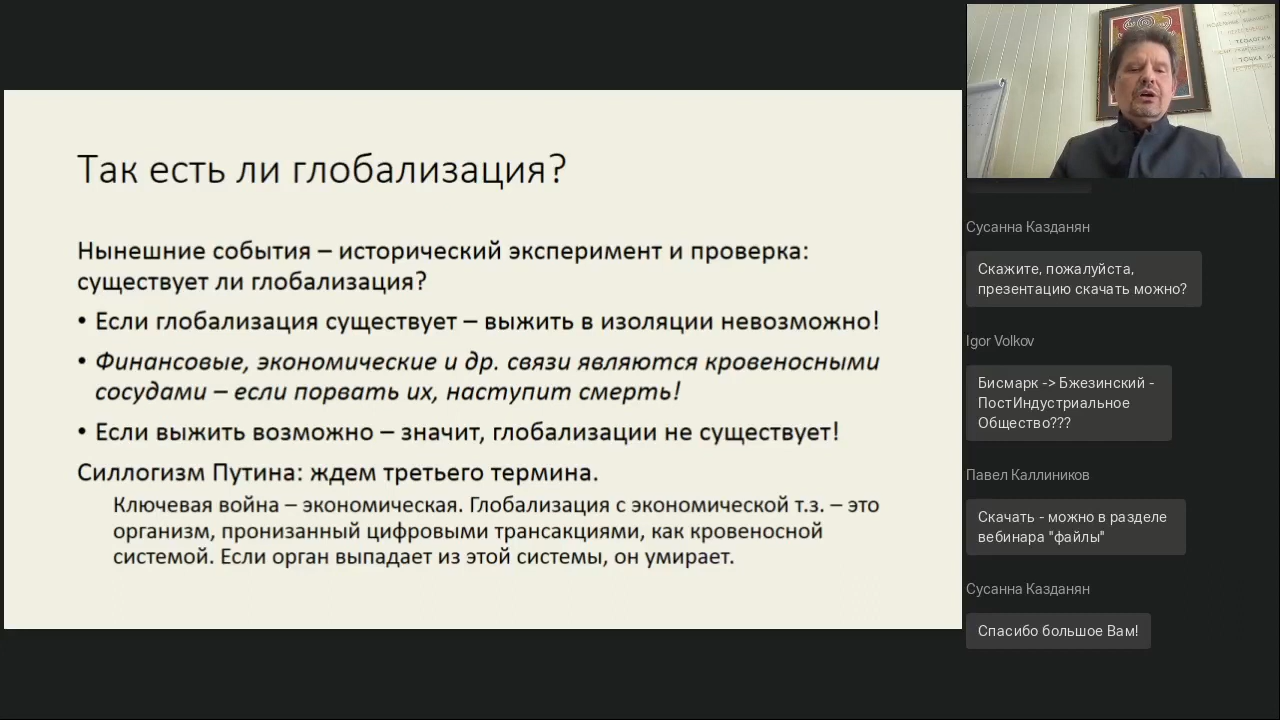 Так есть ли глобализация?
Нынешние события – исторический эксперимент и проверка:
существует ли глобализация?
• Если глобализация существует – выжить в изоляции невозможно!
• Финансовые, экономические и др. связи являются кровеносными
сосудами – если порвать их, наступит смерть!
• Если выжить возможно – значит, глобализации не существует!
Силлогизм Путина: ждем третьего термина.
Ключевая война – экономическая. Глобализация с экономической т.з. – это
организм, пронизанный цифровыми трансакциями, как кровеносной
системой. Если орган выпадает из этой системы, он умирает.
ТЕОЛОГИЯ
ТОЧКА
Сусанна Казданян
Скажите, пожалуйста,
презентацию скачать можно?
Igor Volkov
Бисмарк -> Бжезинский -
ПостИндустриальное
Общество???
Павел Каллиников
Скачать - можно в разделе
вебинара "файлы"
Сусанна Казданян
Спасибо большое Вам!